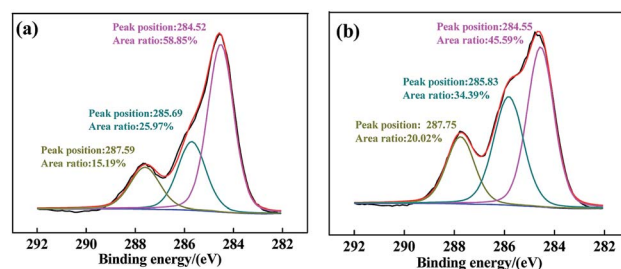 (a)
Peak position:284.52
Area ratio:58.85%
Peak position:285.69
Area ratio:25.97%
Peak position:287.59
Area ratio:15.19%
292 290 288 286 284 282
Binding energy/(eV)
(b)
Peak position:284.55
Area ratio:45.59%
Peak position:285.83
Area ratio:34.39%
Peak position: 287.75
Area ratio:20.02%
292 290 288 286 284 282
Binding energy/(eV)